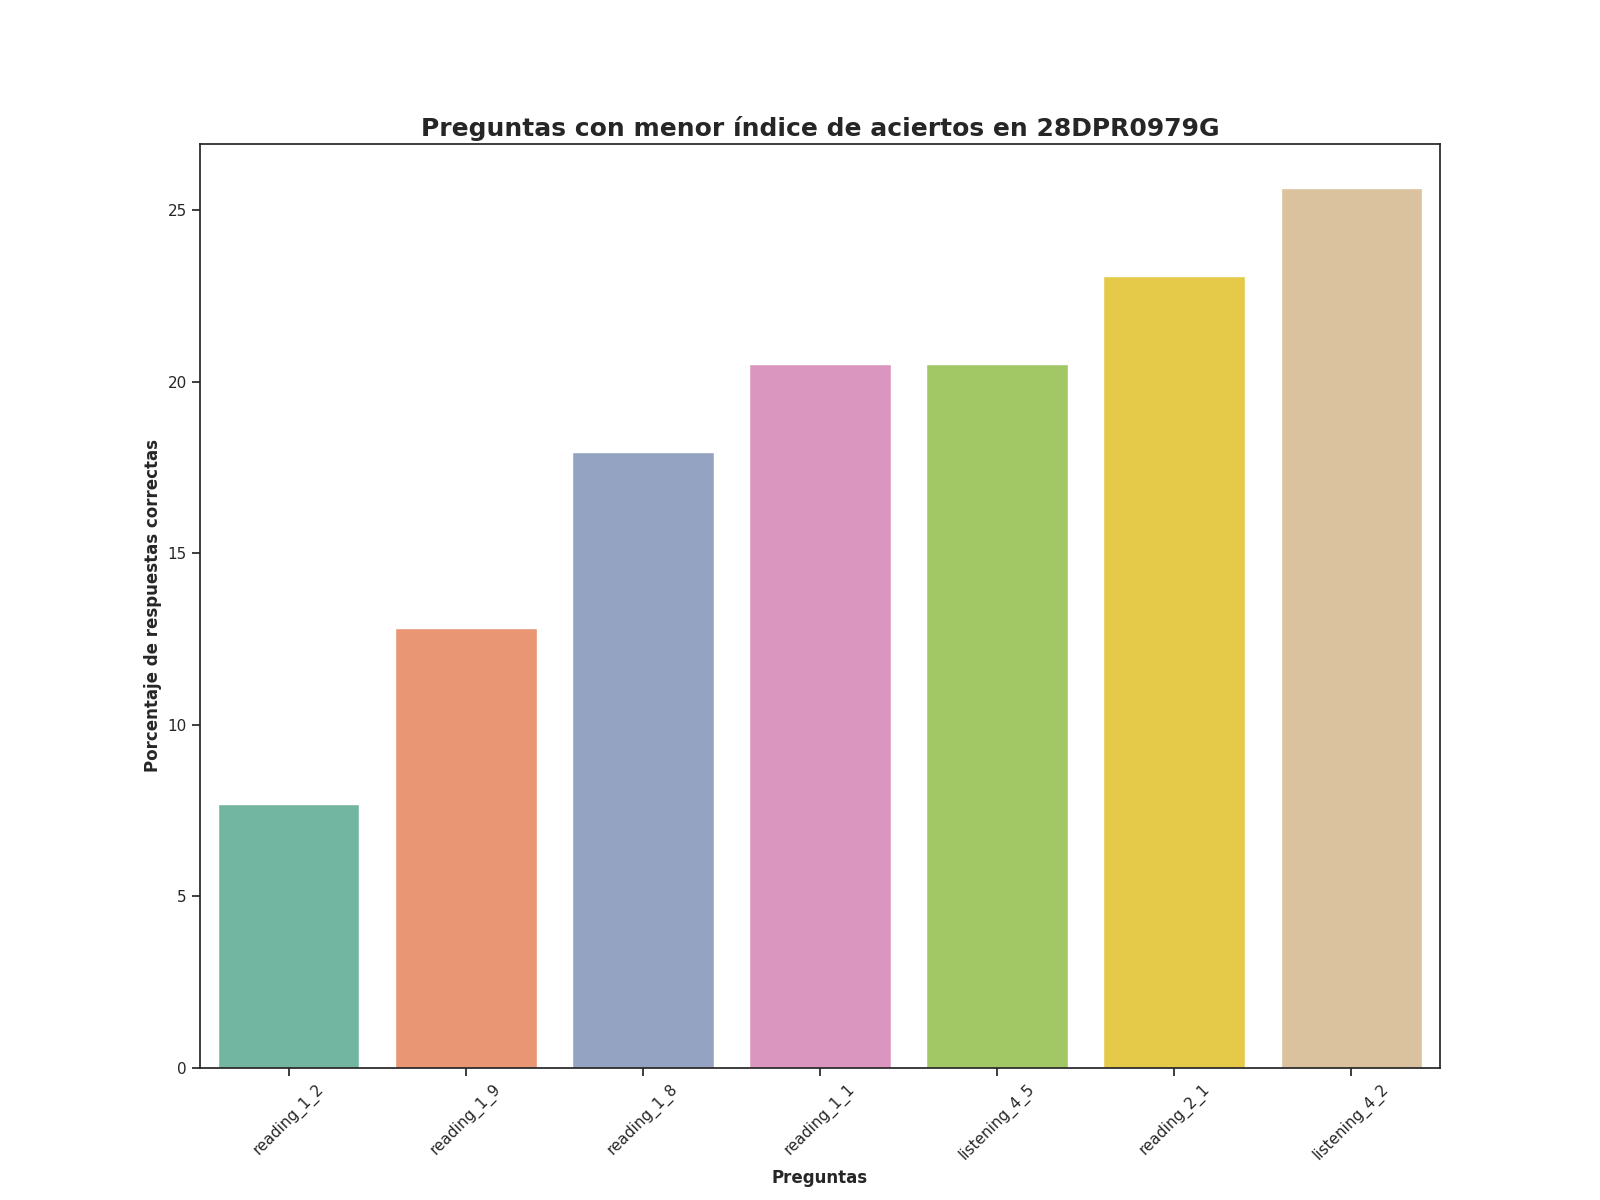 Preguntas con menor índice de aciertos en 28DPR0979G
Porcentaje de respuestas correctas
25
20
15
10
5
0
reading_1_2
reading_1_9
reading_1_8
reading_1_1
listening_4_5
reading_2_1
listening_4_2
Preguntas